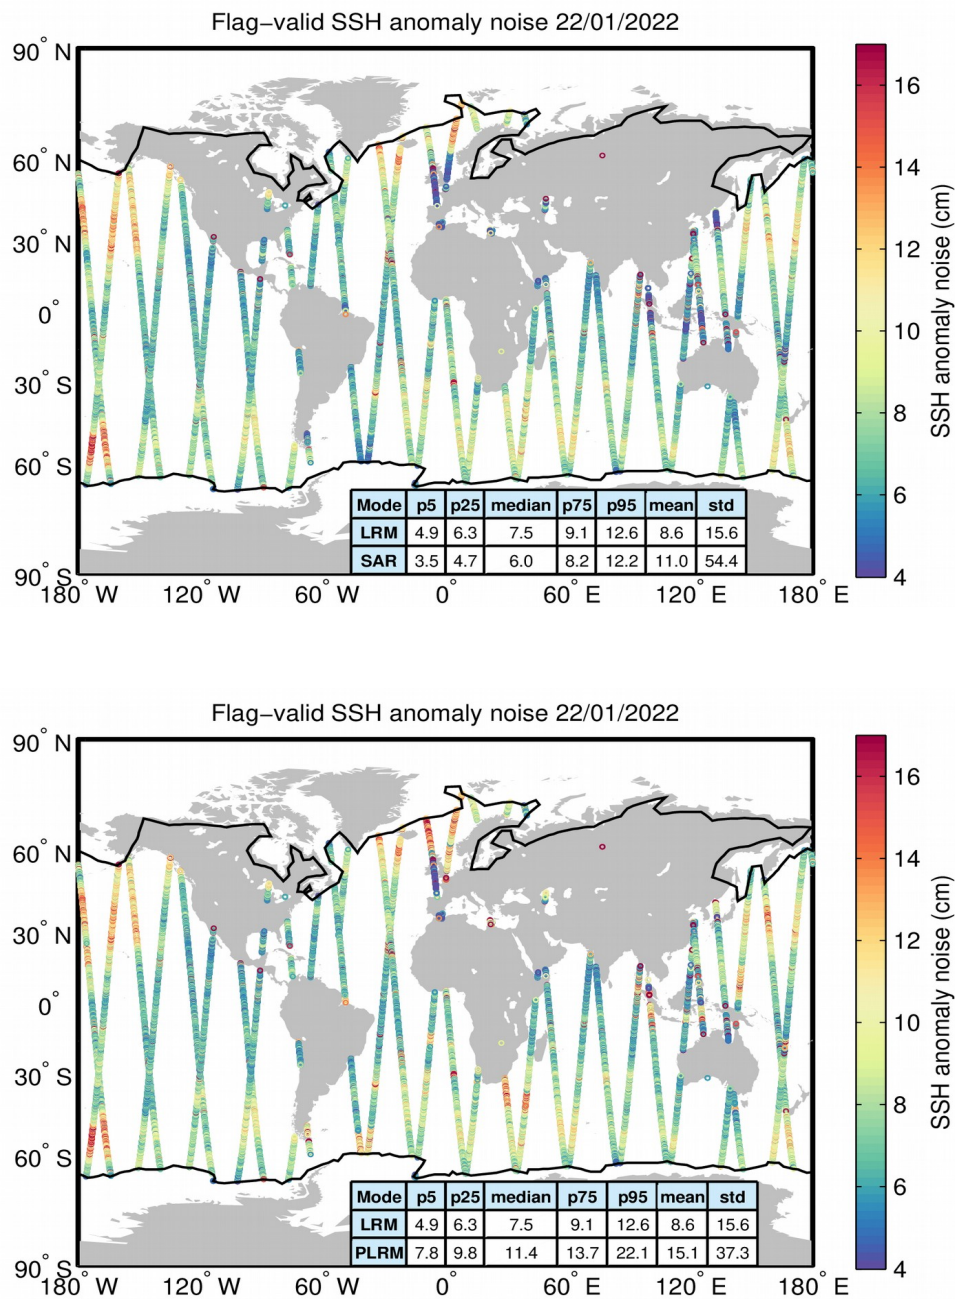 Flag−valid SSH anomaly noise 22/01/2022
90° N
60° N
30° N
0°
30° S
60° S
90° S
180° W 120° W 60° W 0° 60° E 120° E 180° E
16
14
12
10
8
6
4
SSH anomaly noise (cm)
Mode p5 p25 median p75 p95 mean std
LRM 4.9 6.3 7.5 9.1 12.6 8.6 15.6
SAR 3.5 4.7 6.0 8.2 12.2 11.0 54.4
Flag−valid SSH anomaly noise 22/01/2022
90° N
60° N
30° N
0°
30° S
60° S
90° S
180° W 120° W 60° W 0° 60° E 120° E 180° E
16
14
12
10
8
6
4
SSH anomaly noise (cm)
Mode p5 p25 median p75 p95 mean std
LRM 4.9 6.3 7.5 9.1 12.6 8.6 15.6
PLRM 7.8 9.8 11.4 13.7 22.1 15.1 37.3